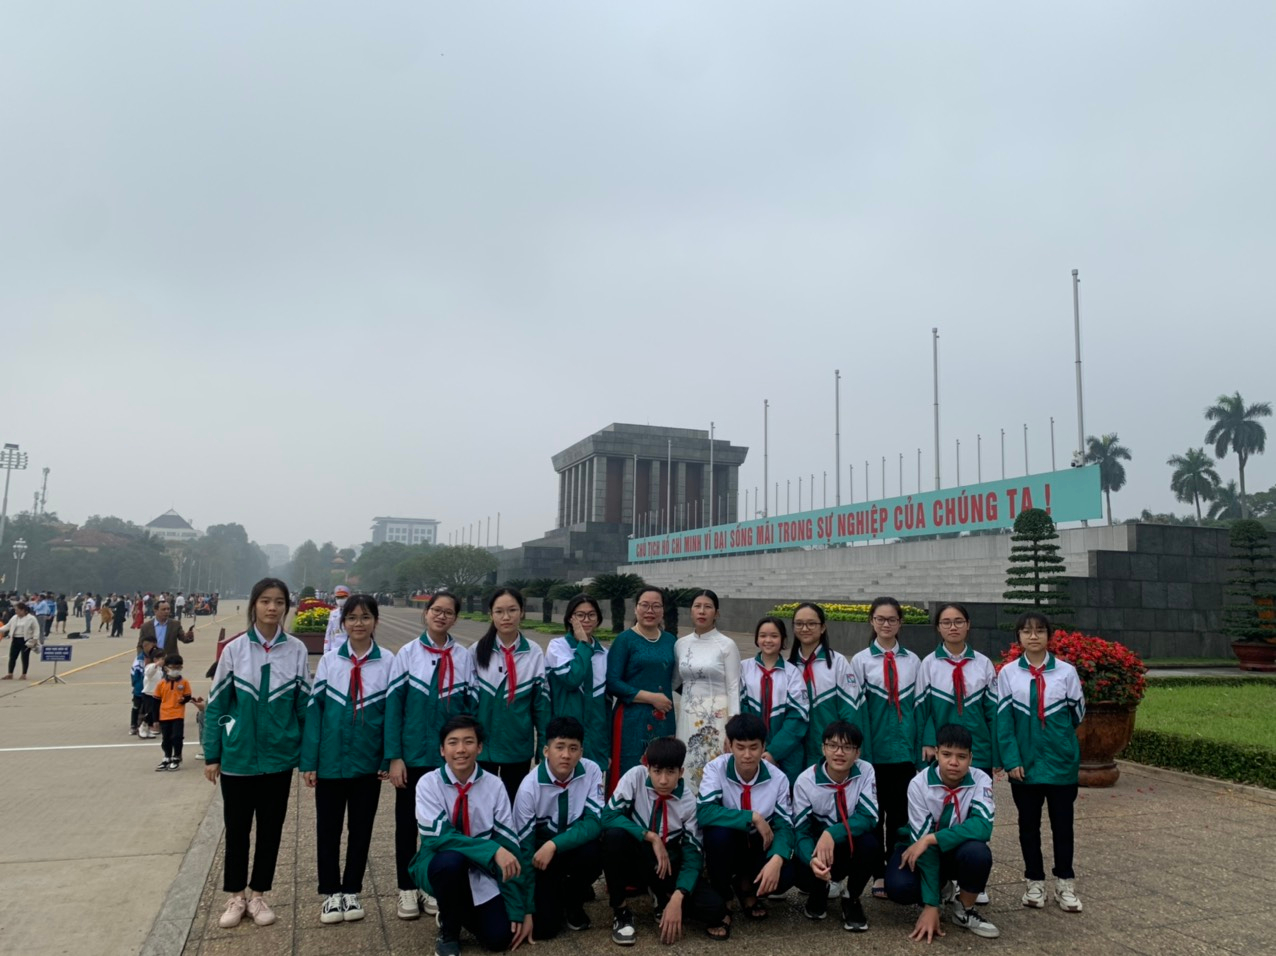 CHỦ TỊCH HỒ CHÍ MINH VĨ ĐẠI SỐNG MÃI TRONG SỰ NGHIỆP CỦA CHÚNG TA !